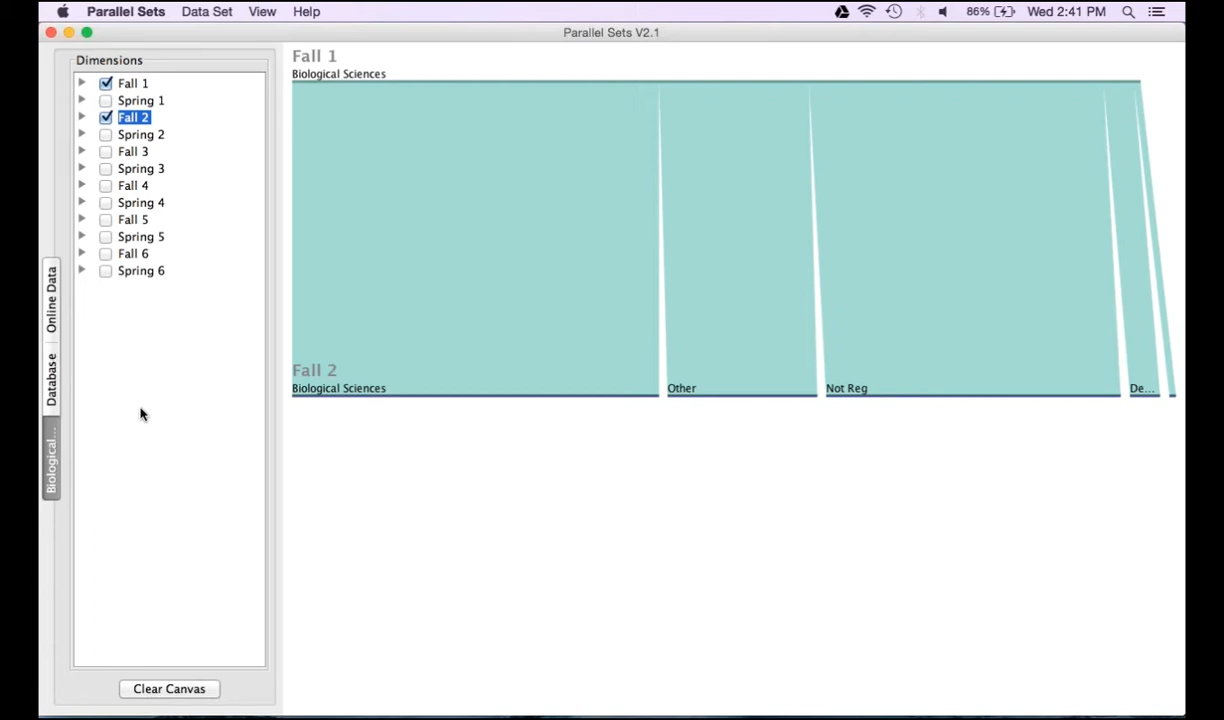 Parallel Sets Data Set View Help 86% Wed 2:41 PM
Parallel Sets V2.1
Dimensions
Fall 1
Spring 1
Fall 2
Spring 2
Fall 3
Spring 3
Fall 4
Spring 4
Fall 5
Spring 5
Fall 6
Spring 6
Online Data
Database
Biological...
Clear Canvas
Fall 1
Biological Sciences
Fall 2
Biological Sciences Other Not Reg De...